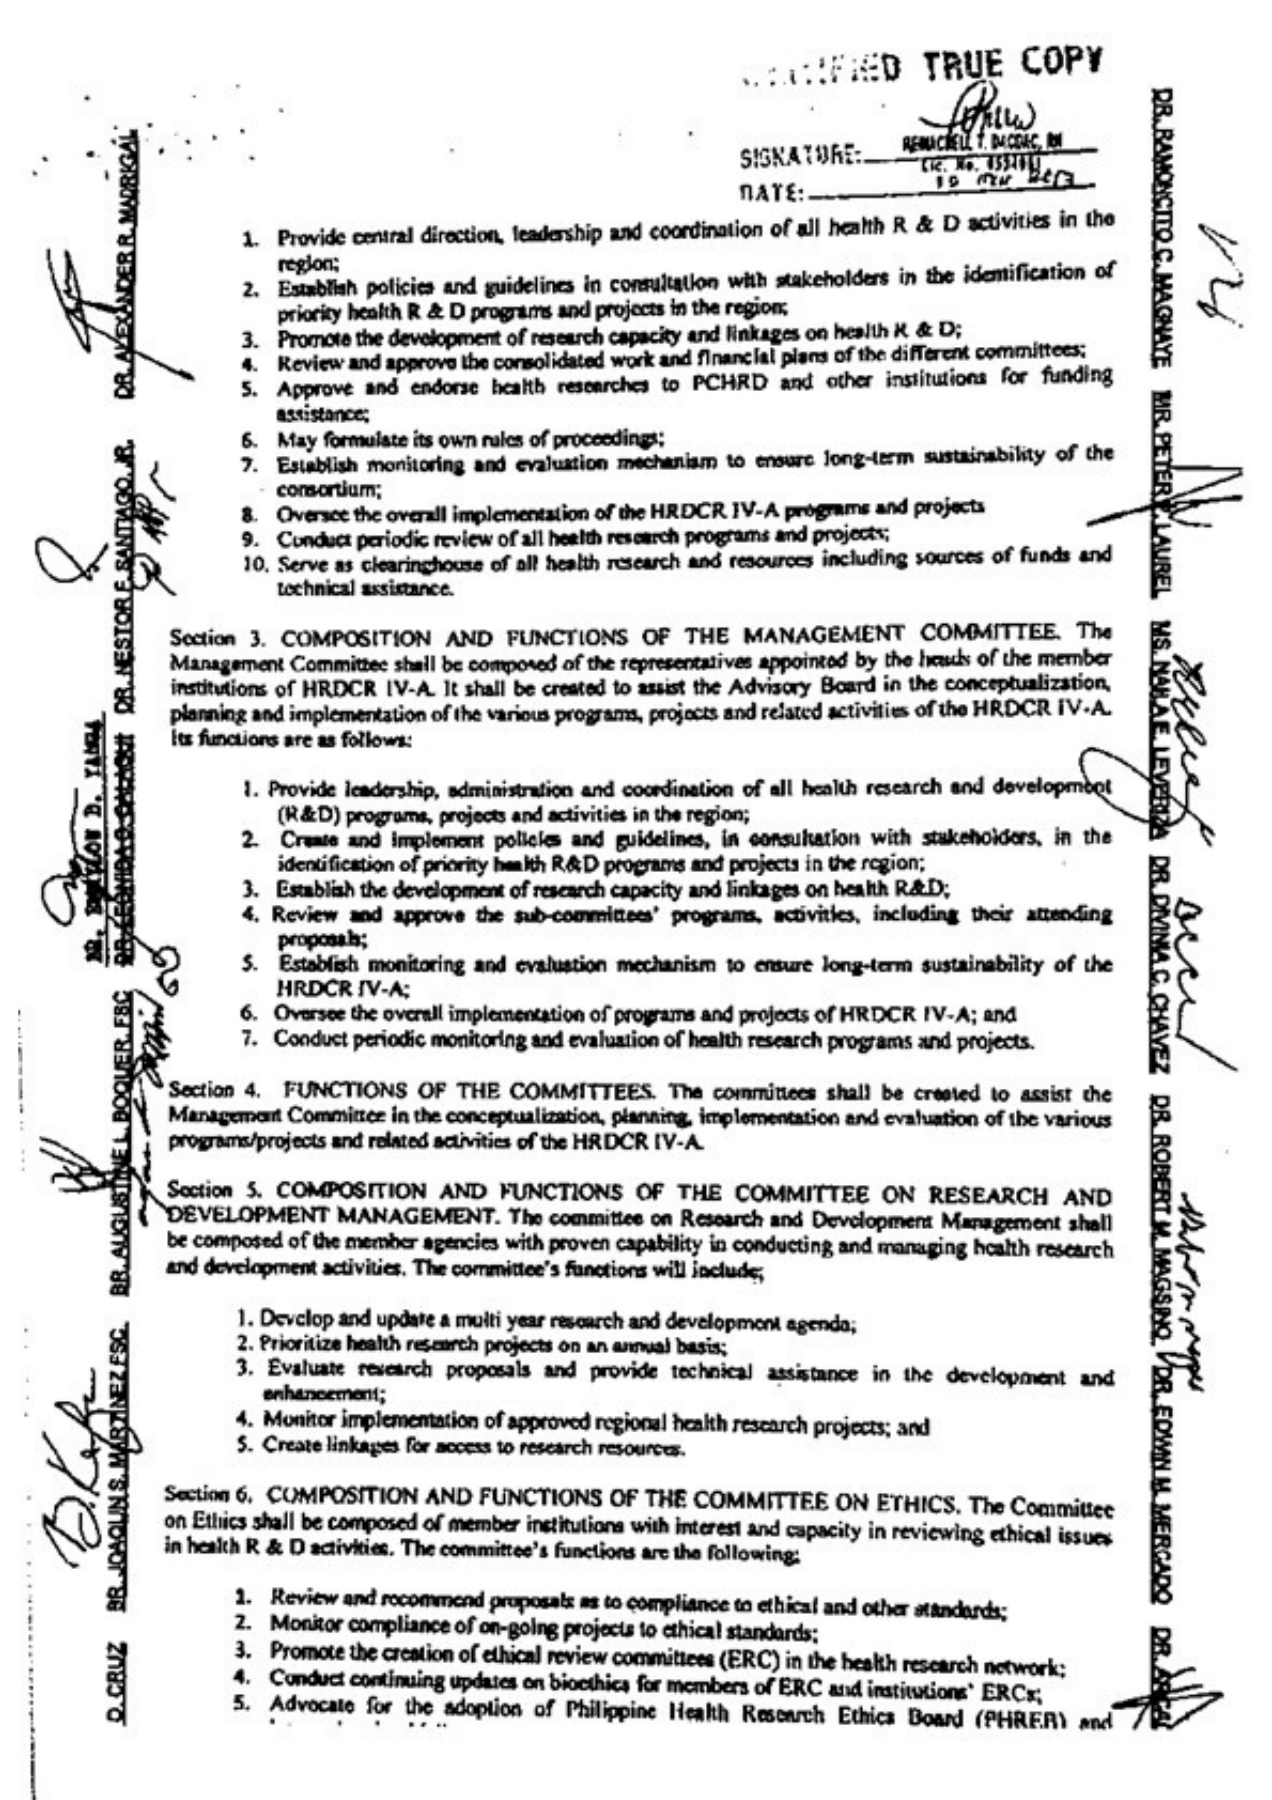 TRUE COPY
SIGNATURE:
DATE:
1. Provide central direction, leadership and coordination of all health R & D activities in the
region;
2. Establish policies and guidelines in consultation with stakeholders in the identification of
priority health R & D programs and projects in the region;
3. Promote the development of research capacity and linkages on health R & D;
4. Review and approve the consolidated work and financial plans of the different committees;
5. Approve and endorse health researches to PCHRD and other institutions for funding
assistance;
6. May formulate its own rules of proceedings;
7. Establish monitoring and evaluation mechanism to ensure long-term sustainability of the
consortium;
8. Oversee the overall implementation of the HRDCR IV-A programs and projects
9. Conduct periodic review of all health research programs and projects;
10. Serve as clearinghouse of all health research and resources including sources of funds and
technical assistance.
Section 3. COMPOSITION AND FUNCTIONS OF THE MANAGEMENT COMMITTEE. The
Management Committee shall be composed of the representatives appointed by the heads of the member
institutions of HRDCR IV-A. It shall be created to assist the Advisory Board in the conceptualization,
planning and implementation of the various programs, projects and related activities of the HRDCR IV-A.
Its functions are as follows:
1. Provide leadership, administration and coordination of all health research and development
(R&D) programs, projects and activities in the region;
2. Create and implement policies and guidelines, in consultation with stakeholders, in the
identification of priority health R&D programs and projects in the region;
3. Establish the development of research capacity and linkages on health R&D;
4. Review and approve the sub-committees' programs, activities, including their attending
proposals;
5. Establish monitoring and evaluation mechanism to ensure long-term sustainability of the
HRDCR IV-A;
6. Oversee the overall implementation of programs and projects of HRDCR IV-A; and
7. Conduct periodic monitoring and evaluation of health research programs and projects.
Section 4. FUNCTIONS OF THE COMMITTEES. The committees shall be created to assist the
Management Committee in the conceptualization, planning, implementation and evaluation of the various
programs/projects and related activities of the HRDCR IV-A.
Section 5. COMPOSITION AND FUNCTIONS OF THE COMMITTEE ON RESEARCH AND
DEVELOPMENT MANAGEMENT. The committee on Research and Development Management shall
be composed of the member agencies with proven capability in conducting and managing health research
and development activities. The committee's functions will include;
1. Develop and update a multi year research and development agenda;
2. Prioritize health research projects on an annual basis;
3. Evaluate research proposals and provide technical assistance in the development and
enhancement;
4. Monitor implementation of approved regional health research projects; and
5. Create linkages for access to research resources.
Section 6. COMPOSITION AND FUNCTIONS OF THE COMMITTEE ON ETHICS. The Committee
on Ethics shall be composed of member institutions with interest and capacity in reviewing ethical issues
in health R & D activities. The committee's functions are the following;
1. Review and recommend proposals as to compliance to ethical and other standards;
2. Monitor compliance of on-going projects to ethical standards;
3. Promote the creation of ethical review committees (ERC) in the health research network;
4. Conduct continuing updates on bioethics for members of ERC and institutions' ERCs;
5. Advocate for the adoption of Philippine Health Research Ethics Board (PHREB) and
DR. ALEXANDER R. MADRIGAL
DR. NESTOR F. SANTIAGO, JR.
BR. AUGUSTINE L. BOQUER, FSC
BR. JOAQUIN S. MARTINEZ FSC
O. CRUZ
DR. RAMONCITO C. MAGNAYE
MR. PETER P. LAUREL
MS. NAILA E. LEVERIZA
DR. DIVINA C. CHAVEZ
DR. ROBERT M. MAGSINO
DR. EDWIN M. MERCADO